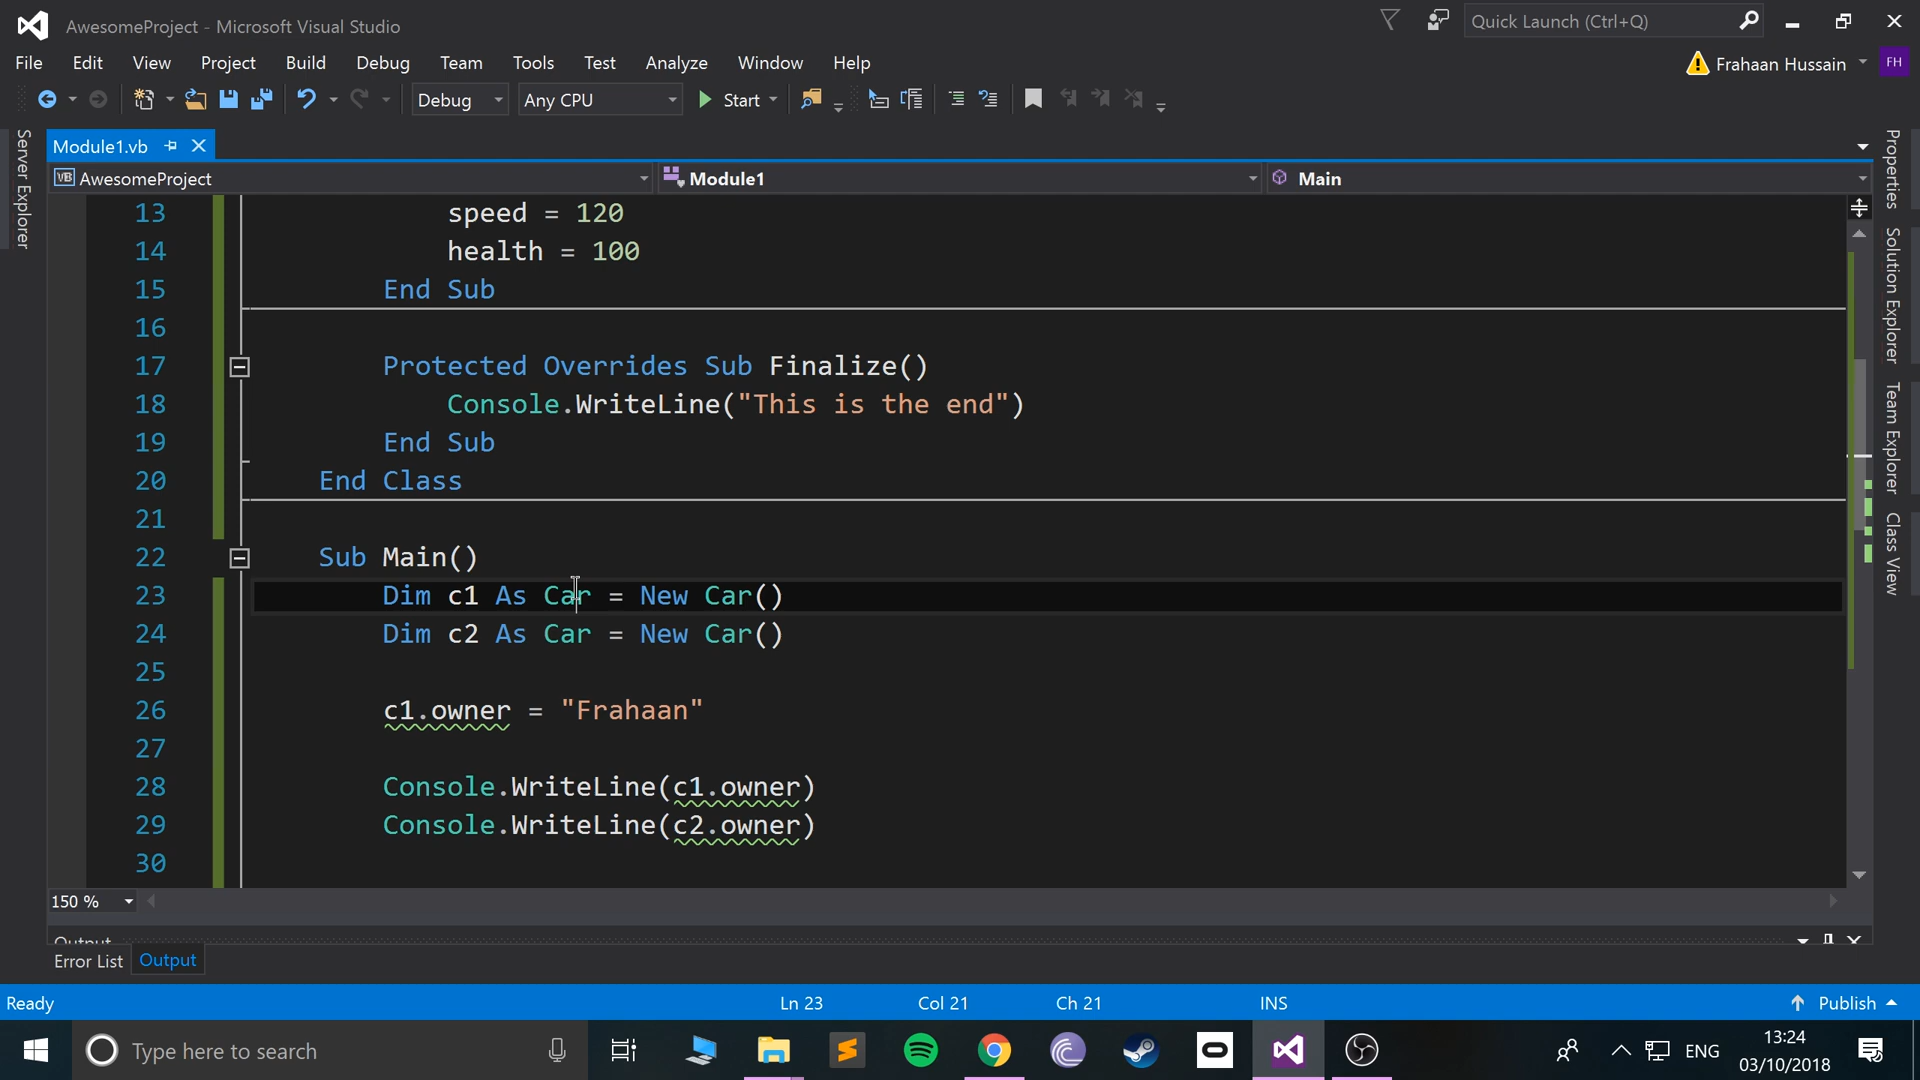 AwesomeProject - Microsoft Visual Studio
Quick Launch (Ctrl+Q)
File Edit View Project Build Debug Team Tools Test Analyze Window Help
Frahaan Hussain
FH
Debug
Any CPU
Start
Server Explorer
Module1.vb
AwesomeProject
Module1
Main
13 speed = 120
14 health = 100
15 End Sub
16
17 Protected Overrides Sub Finalize()
18 Console.WriteLine("This is the end")
19 End Sub
20 End Class
21
22 Sub Main()
23 Dim c1 As Car = New Car()
24 Dim c2 As Car = New Car()
25
26 c1.owner = "Frahaan"
27
28 Console.WriteLine(c1.owner)
29 Console.WriteLine(c2.owner)
30
Properties
Solution Explorer
Team Explorer
Class View
150 %
Output
Error List Output
Ready
Ln 23
Col 21
Ch 21
INS
Publish
Type here to search
ENG
13:24
03/10/2018